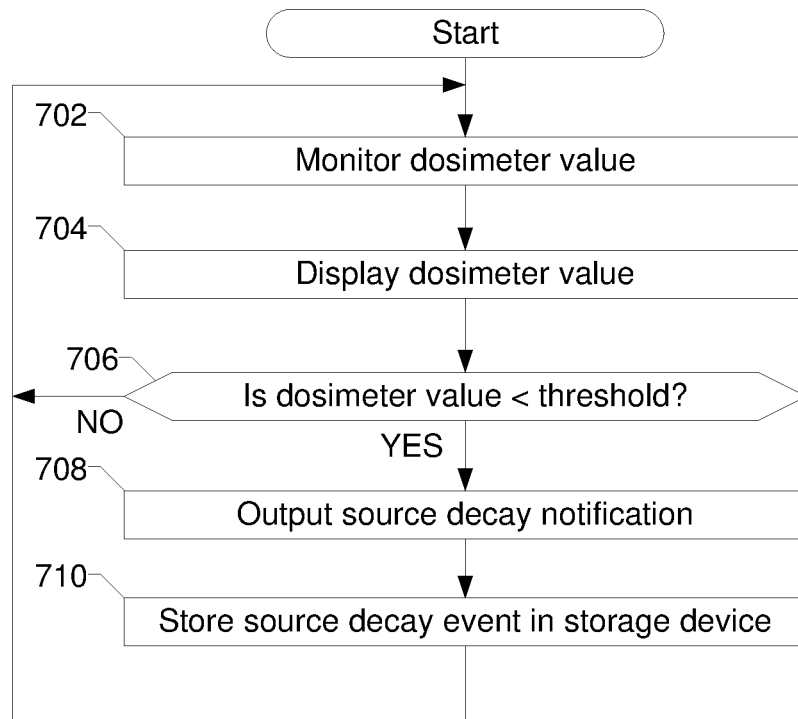 Start
702
Monitor dosimeter value
704
Display dosimeter value
706
Is dosimeter value < threshold?
NO
YES
708
Output source decay notification
710
Store source decay event in storage device